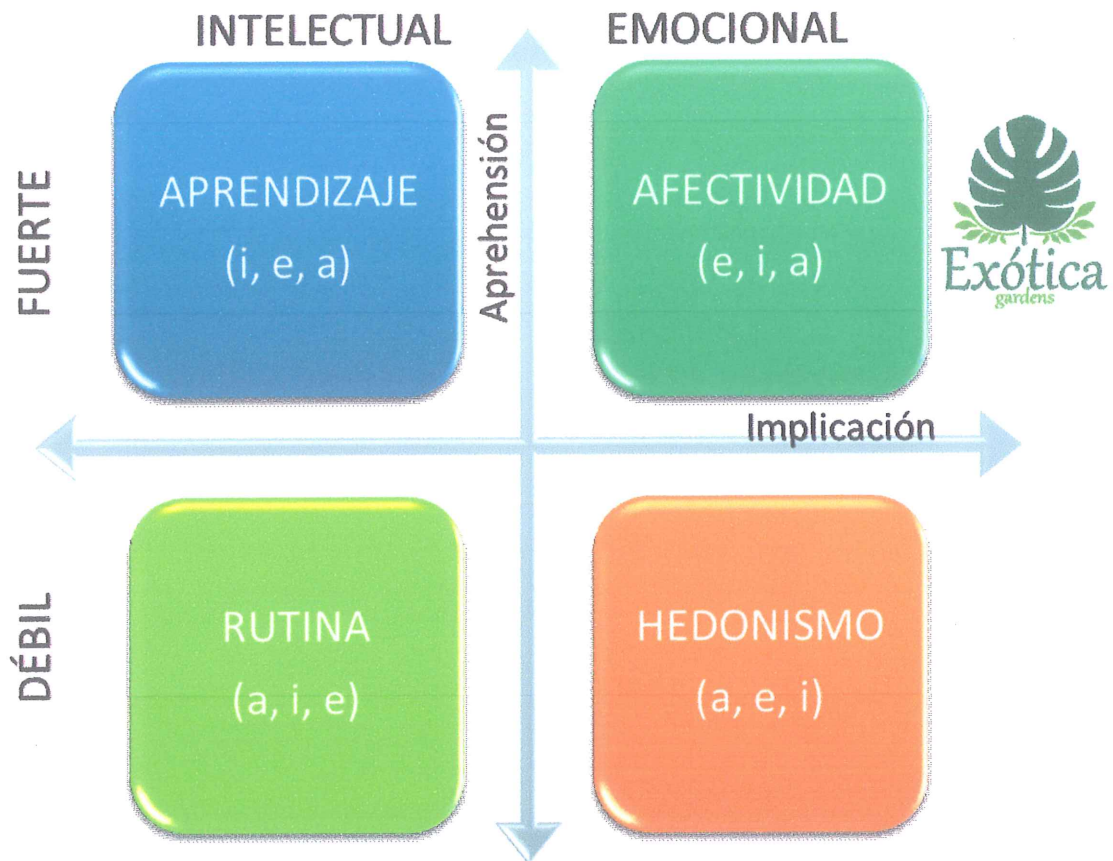 INTELECTUAL
EMOCIONAL
FUERTE
APRENDIZAJE
(i, e, a)
Aprehensión
AFECTIVIDAD
(e, i, a)
Exótica
gardens
Implicación
DÉBIL
RUTINA
(a, i, e)
HEDONISMO
(a, e, i)